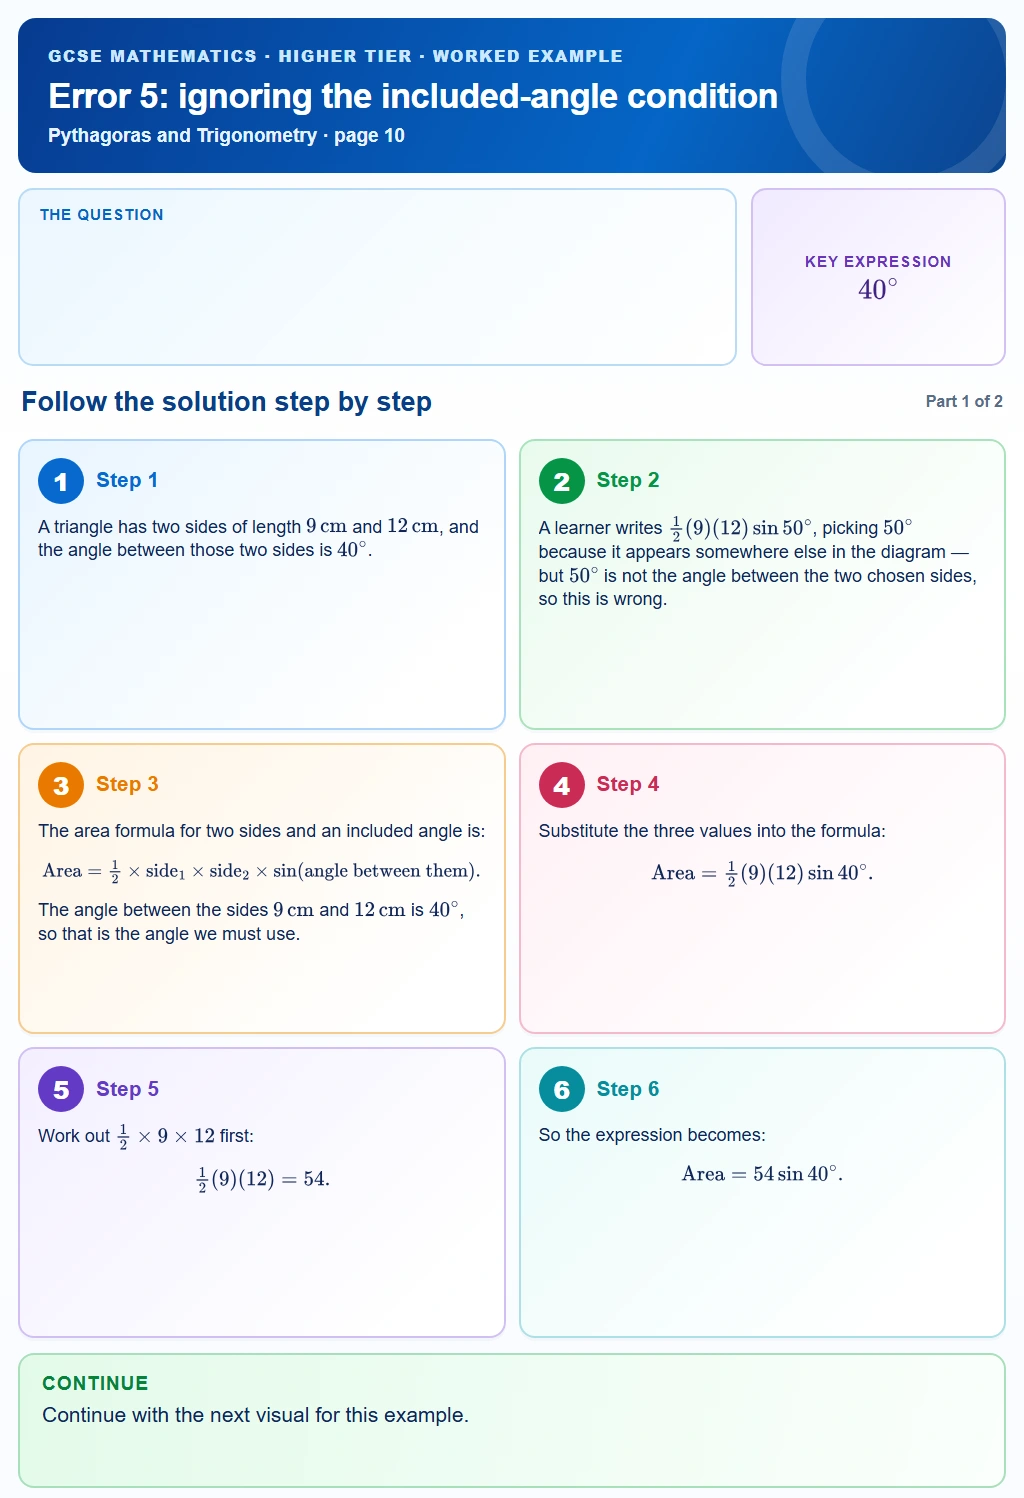 GCSE MATHEMATICS · HIGHER TIER · WORKED EXAMPLE
Error 5: ignoring the included-angle condition
Pythagoras and Trigonometry · page 10
THE QUESTION
KEY EXPRESSION
40°
Follow the solution step by step
Part 1 of 2
1 Step 1
A triangle has two sides of length 9 cm and 12 cm, and
the angle between those two sides is 40°.
2 Step 2
A learner writes ½(9)(12) sin 50°, picking 50°
because it appears somewhere else in the diagram —
but 50° is not the angle between the two chosen sides,
so this is wrong.
3 Step 3
The area formula for two sides and an included angle is:
Area = ½ × side₁ × side₂ × sin(angle between them).
The angle between the sides 9 cm and 12 cm is 40°,
so that is the angle we must use.
4 Step 4
Substitute the three values into the formula:
Area = ½(9)(12) sin 40°.
5 Step 5
Work out ½ × 9 × 12 first:
½(9)(12) = 54.
6 Step 6
So the expression becomes:
Area = 54 sin 40°.
CONTINUE
Continue with the next visual for this example.